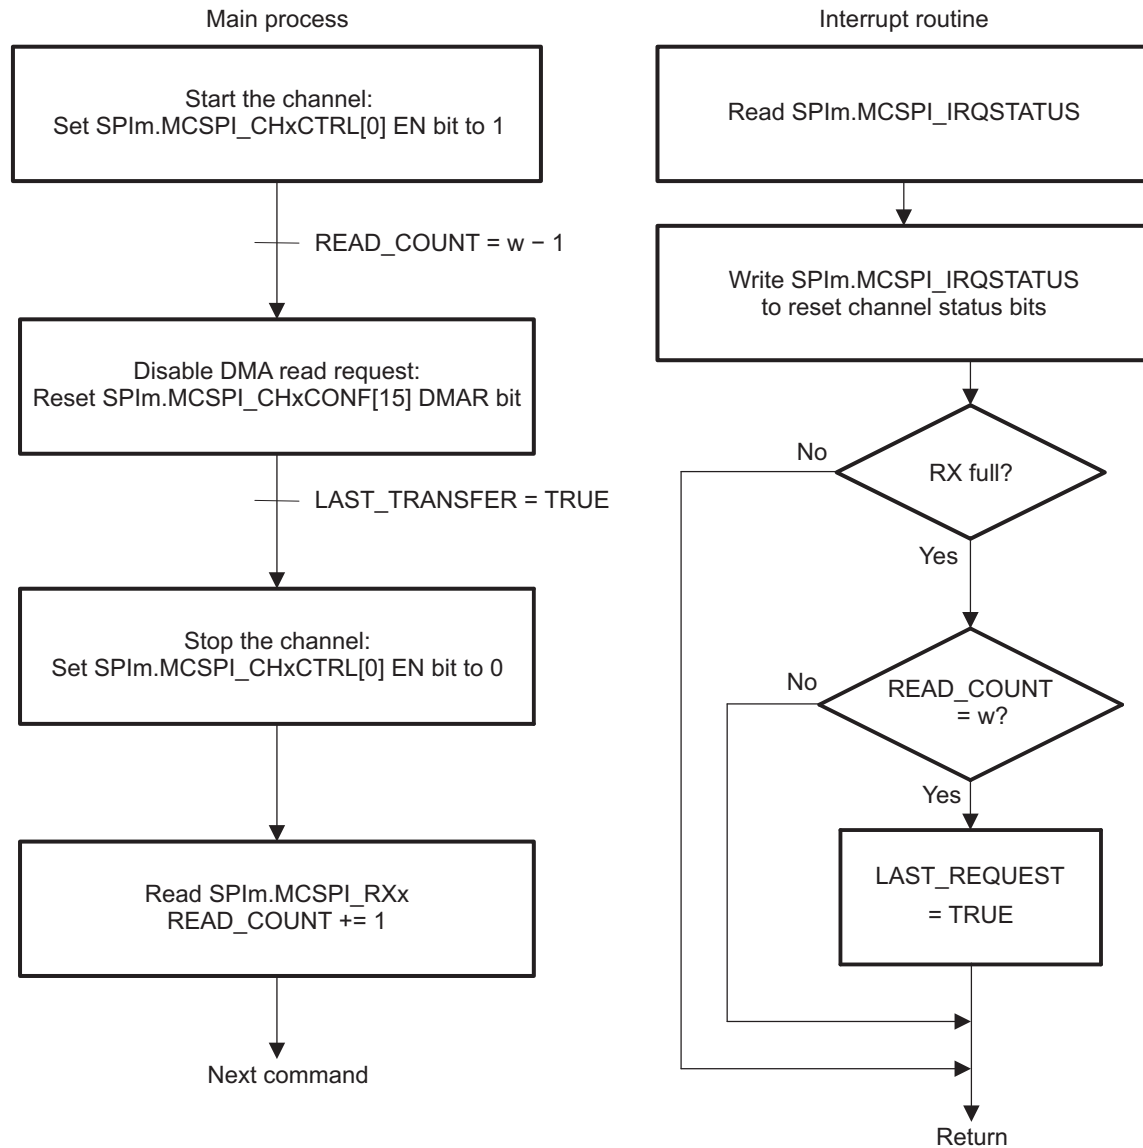 Main process
Start the channel:
Set SPIm.MCSPI_CHxCTRL[0] EN bit to 1
READ_COUNT = w − 1
Disable DMA read request:
Reset SPIm.MCSPI_CHxCONF[15] DMAR bit
LAST_TRANSFER = TRUE
Stop the channel:
Set SPIm.MCSPI_CHxCTRL[0] EN bit to 0
Read SPIm.MCSPI_RXx
READ_COUNT += 1
Next command
Interrupt routine
Read SPIm.MCSPI_IRQSTATUS
Write SPIm.MCSPI_IRQSTATUS
to reset channel status bits
No
RX full?
Yes
No
READ_COUNT
= w?
Yes
LAST_REQUEST
= TRUE
Return